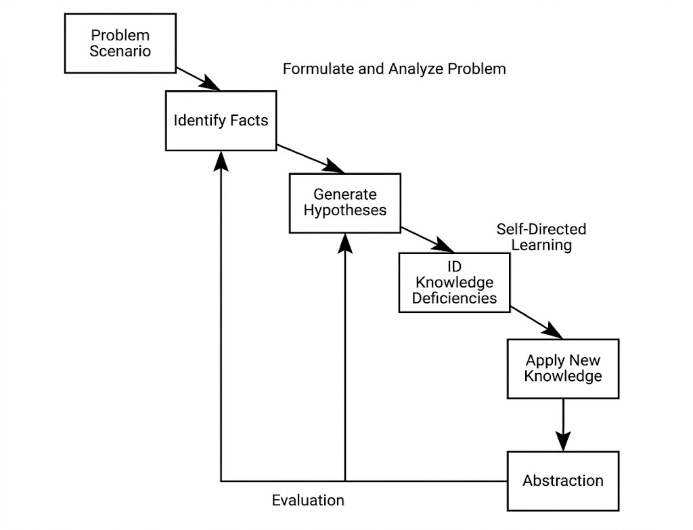 Problem
Scenario
Formulate and Analyze Problem
Identify Facts
Generate
Hypotheses
Self-Directed
Learning
ID
Knowledge
Deficiencies
Apply New
Knowledge
Abstraction
Evaluation